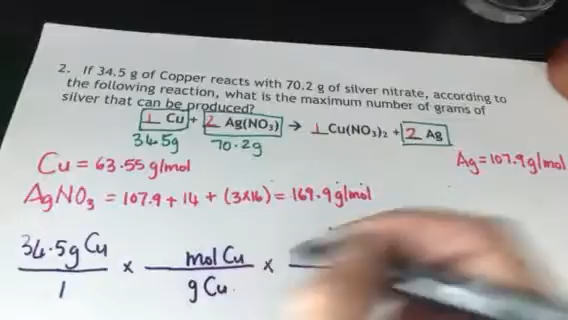 2. If 34.5 g of Copper reacts with 70.2 g of silver nitrate, according to
the following reaction, what is the maximum number of grams of
silver that can be produced?
1 Cu + 2 Ag(NO₃) → 1 Cu(NO₃)₂ + 2 Ag
34.5g 70.2g
Cu = 63.55 g/mol
Ag = 107.9 g/mol
AgNO₃ = 107.9 + 14 + (3x16) = 169.9 g/mol
34.5g Cu × mol Cu ×
1 g Cu